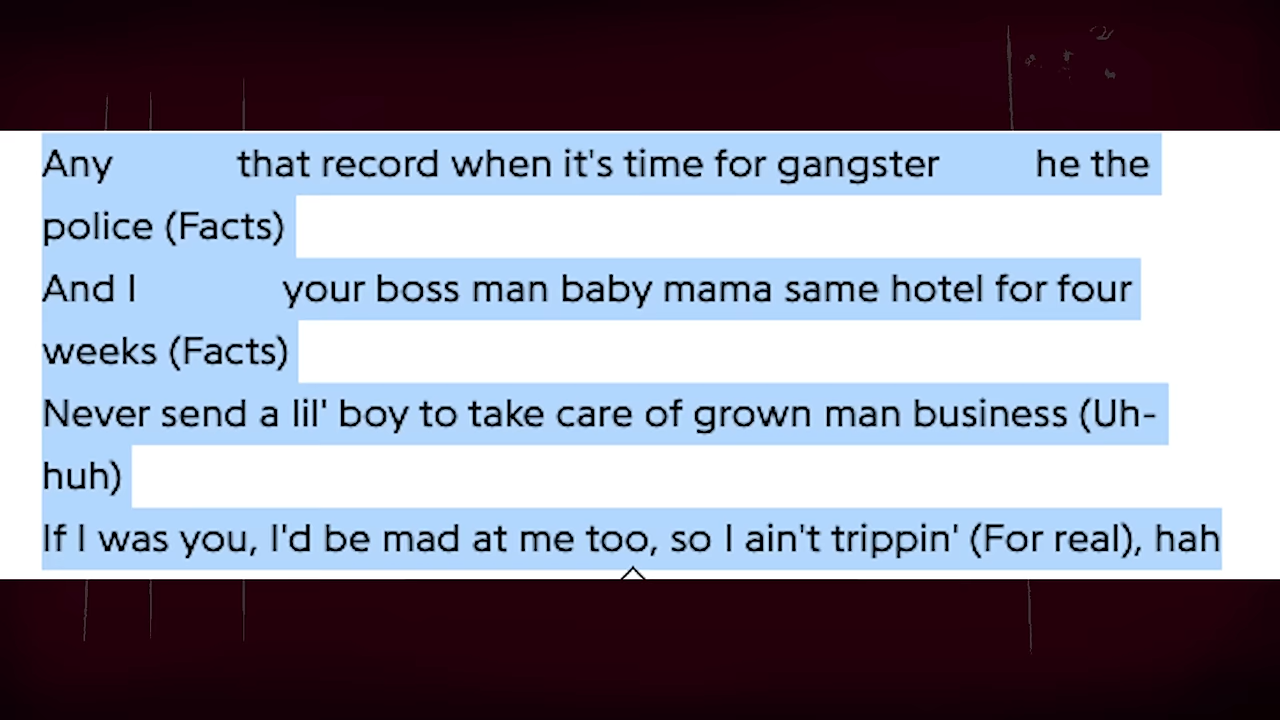 Any that record when it's time for gangster he the
police (Facts)
And I your boss man baby mama same hotel for four
weeks (Facts)
Never send a lil' boy to take care of grown man business (Uh-
huh)
If I was you, I'd be mad at me too, so I ain't trippin' (For real), hah